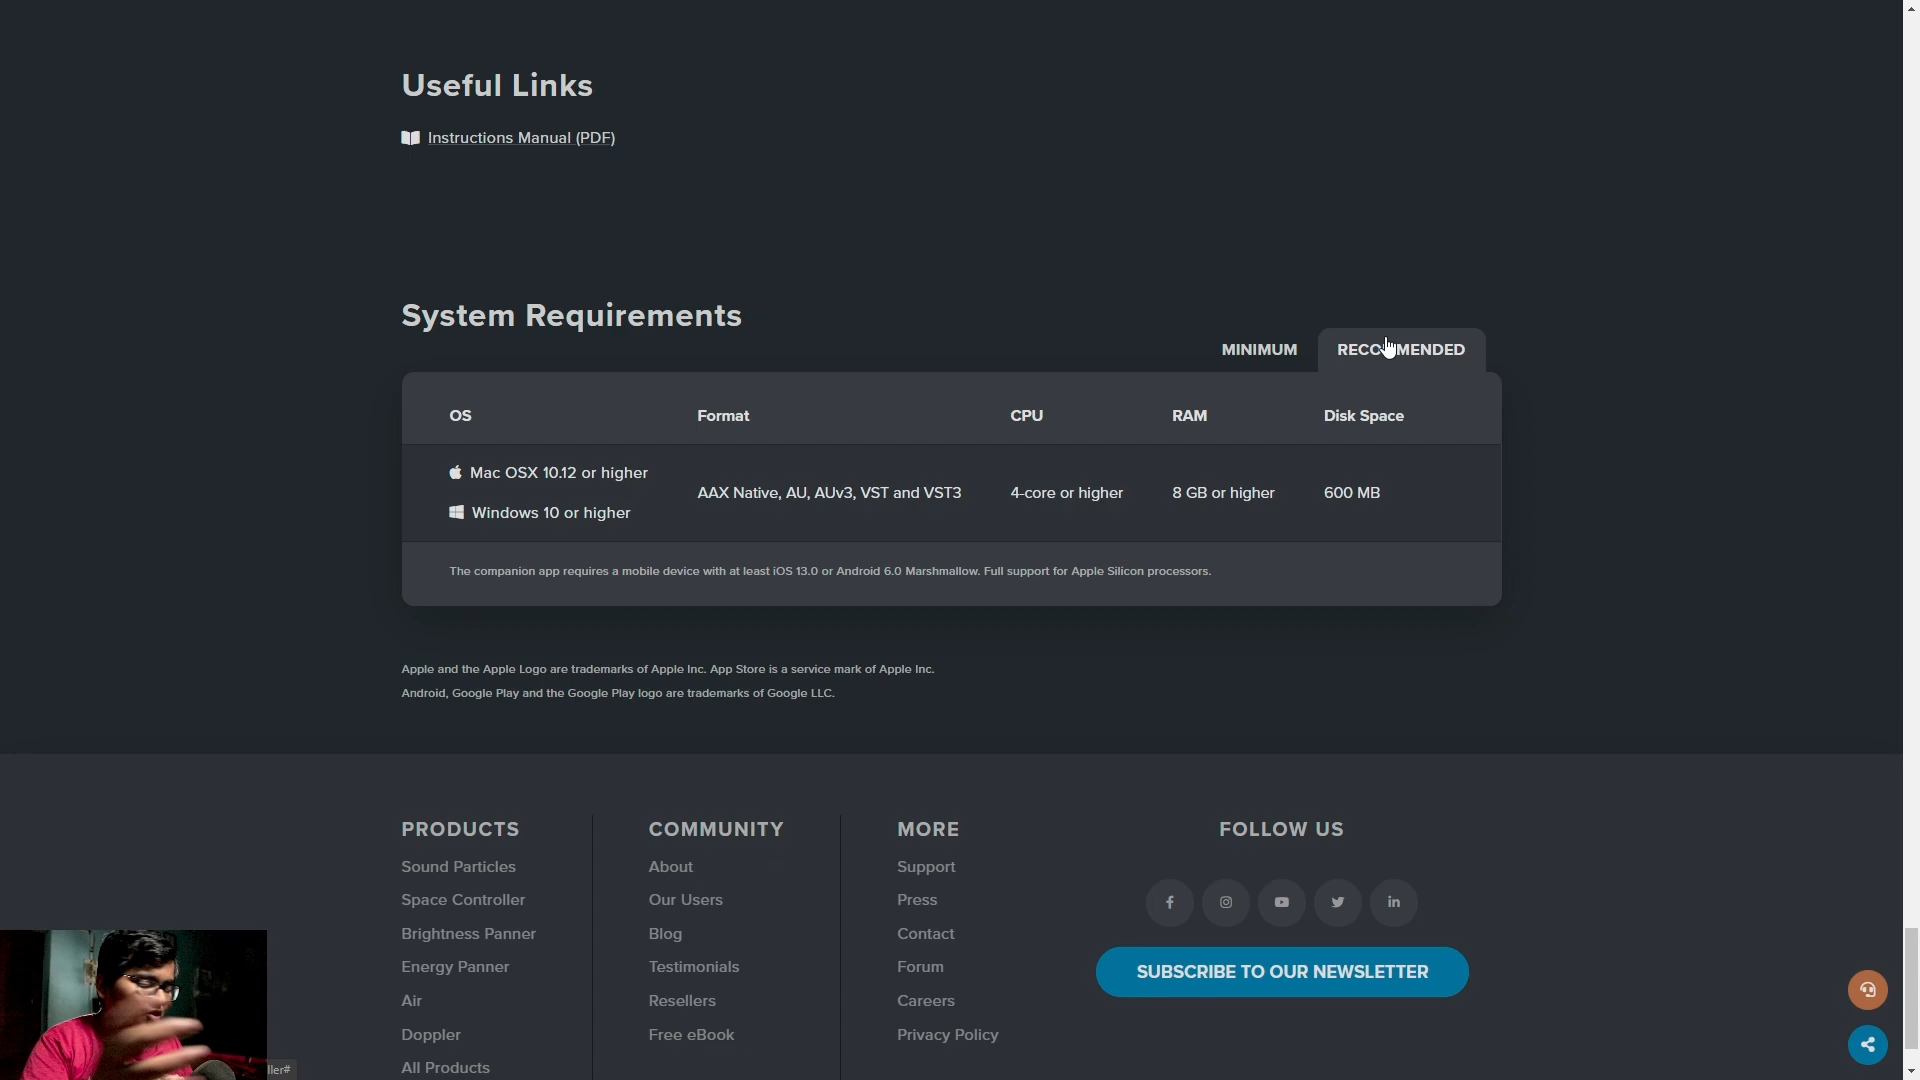 Useful Links
Instructions Manual (PDF)
System Requirements
MINIMUM
RECOMMENDED
OS Format CPU RAM Disk Space
Mac OSX 10.12 or higher
Windows 10 or higher
AAX Native, AU, AUv3, VST and VST3
4-core or higher
8 GB or higher
600 MB
The companion app requires a mobile device with at least iOS 13.0 or Android 6.0 Marshmallow. Full support for Apple Silicon processors.
Apple and the Apple Logo are trademarks of Apple Inc. App Store is a service mark of Apple Inc.
Android, Google Play and the Google Play logo are trademarks of Google LLC.
PRODUCTS
Sound Particles
Space Controller
Brightness Panner
Energy Panner
Air
Doppler
All Products
COMMUNITY
About
Our Users
Blog
Testimonials
Resellers
Free eBook
MORE
Support
Press
Contact
Forum
Careers
Privacy Policy
FOLLOW US
SUBSCRIBE TO OUR NEWSLETTER
ller#